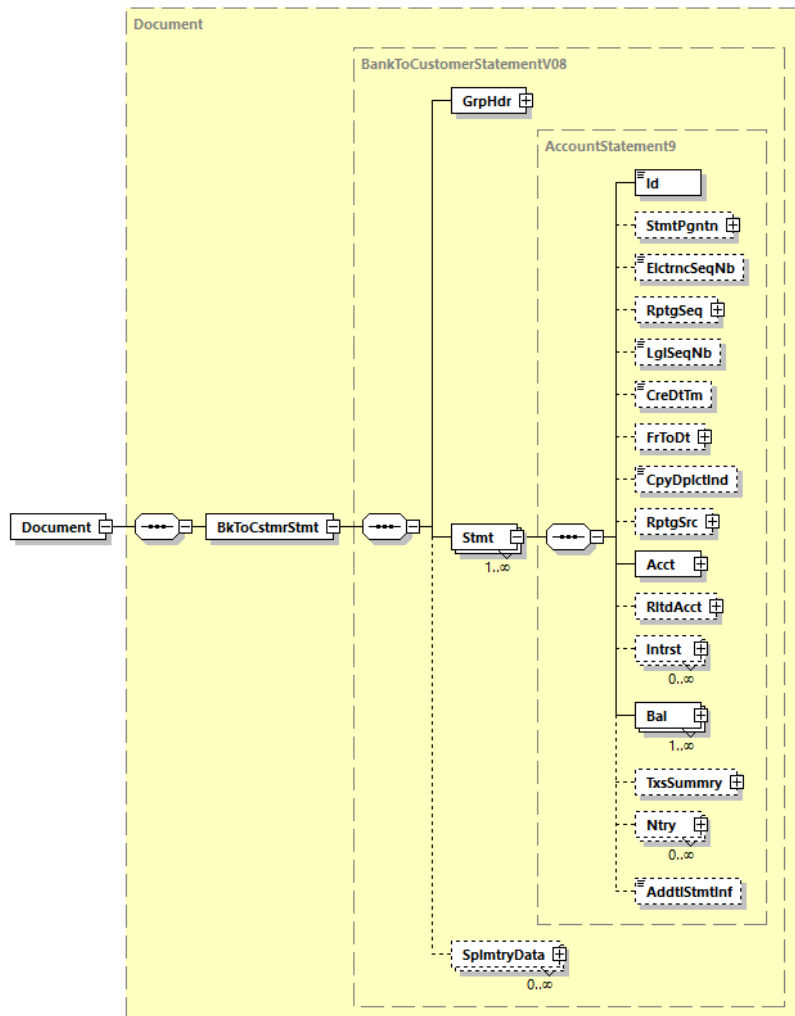 Document
BankToCustomerStatementV08
GrpHdr
AccountStatement9
Id
StmtPgntn
ElctrncSeqNb
RptgSeq
LglSeqNb
CreDtTm
FrToDt
CpyDplctInd
RptgSrc
Document
BkToCstmrStmt
Stmt
1..∞
Acct
RltdAcct
Intrst
0..∞
Bal
1..∞
TxsSummry
Ntry
0..∞
AddtlStmtInf
SplmtryData
0..∞